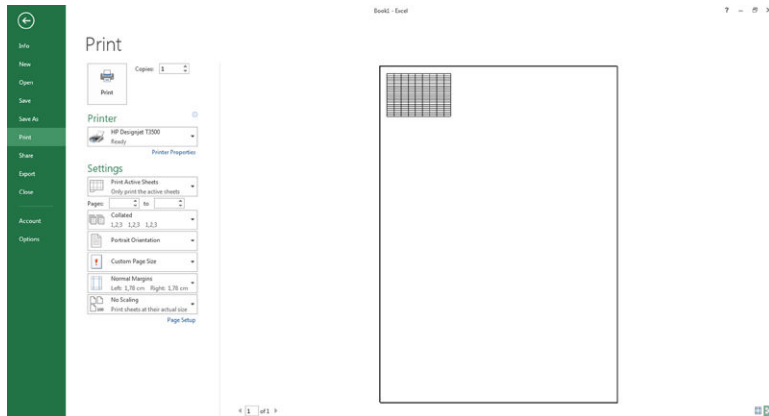 Book1 - Excel
?
Info
New
Open
Save
Save As
Print
Share
Export
Close
Account
Options
Print
Copies: 1
Print
Printer
HP Designjet T3500
Ready
Printer Properties
Settings
Print Active Sheets
Only print the active sheets
Pages: to
Collated
1,2,3 1,2,3 1,2,3
Portrait Orientation
Custom Page Size
Normal Margins
Left: 1,78 cm Right: 1,78 cm
No Scaling
Print sheets at their actual size
Page Setup
1 of 1